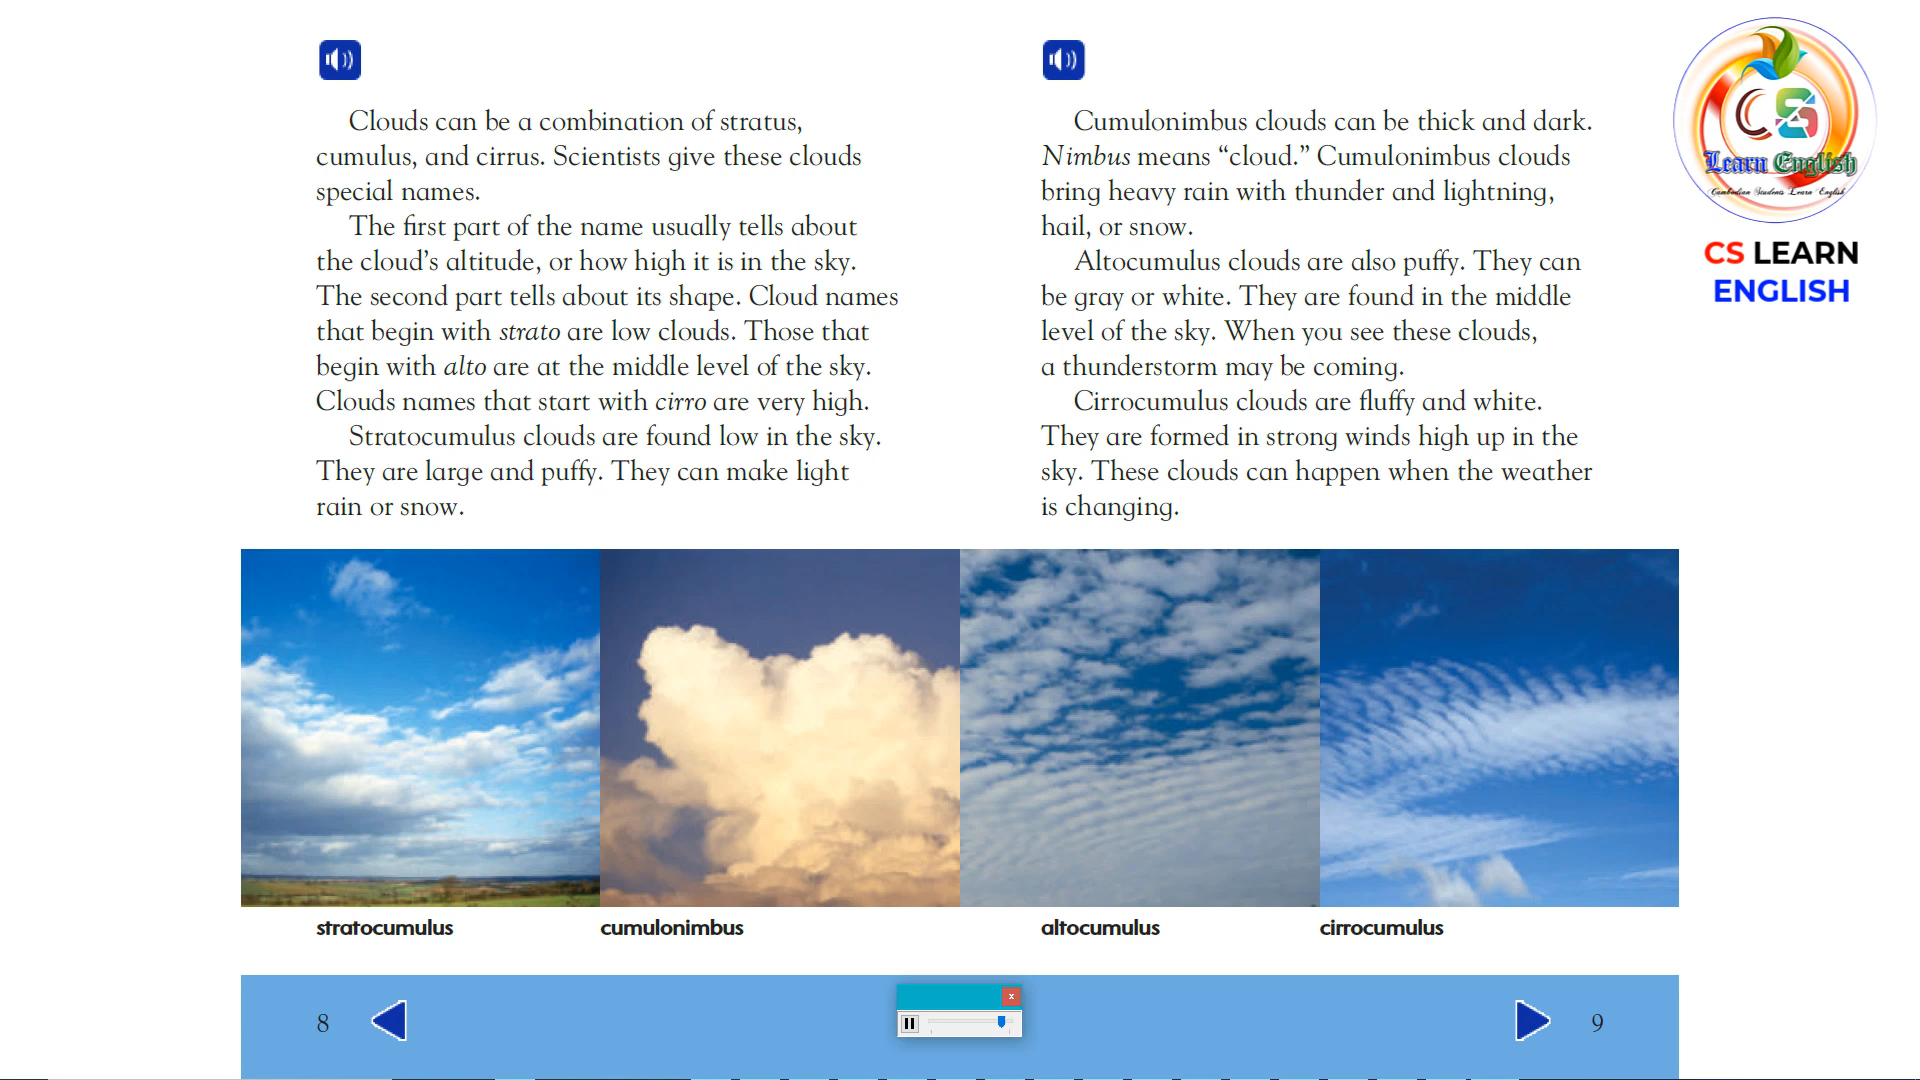 Clouds can be a combination of stratus,
cumulus, and cirrus. Scientists give these clouds
special names.
The first part of the name usually tells about
the cloud’s altitude, or how high it is in the sky.
The second part tells about its shape. Cloud names
that begin with strato are low clouds. Those that
begin with alto are at the middle level of the sky.
Clouds names that start with cirro are very high.
Stratocumulus clouds are found low in the sky.
They are large and puffy. They can make light
rain or snow.
Cumulonimbus clouds can be thick and dark.
Nimbus means “cloud.” Cumulonimbus clouds
bring heavy rain with thunder and lightning,
hail, or snow.
Altocumulus clouds are also puffy. They can
be gray or white. They are found in the middle
level of the sky. When you see these clouds,
a thunderstorm may be coming.
Cirrocumulus clouds are fluffy and white.
They are formed in strong winds high up in the
sky. These clouds can happen when the weather
is changing.
CS
Learn English
Cambodian Students Learn English
CS LEARN
ENGLISH
stratocumulus
cumulonimbus
altocumulus
cirrocumulus
8
x
9